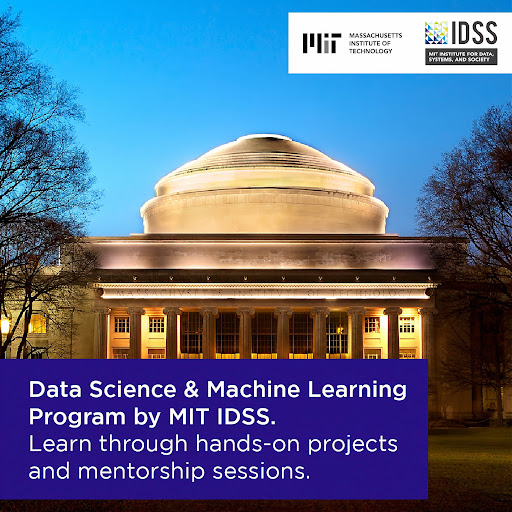 MIT
MASSACHUSETTS
INSTITUTE OF
TECHNOLOGY
IDSS
MIT INSTITUTE FOR DATA,
SYSTEMS, AND SOCIETY
Data Science & Machine Learning
Program by MIT IDSS.
Learn through hands-on projects
and mentorship sessions.